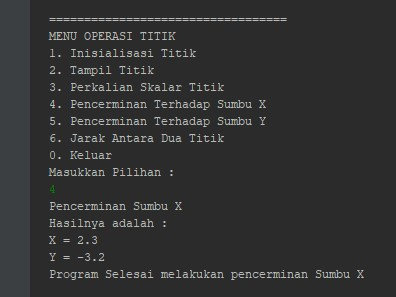 ==================================
MENU OPERASI TITIK
1. Inisialisasi Titik
2. Tampil Titik
3. Perkalian Skalar Titik
4. Pencerminan Terhadap Sumbu X
5. Pencerminan Terhadap Sumbu Y
6. Jarak Antara Dua Titik
0. Keluar
Masukkan Pilihan :
4
Pencerminan Sumbu X
Hasilnya adalah :
X = 2.3
Y = -3.2
Program Selesai melakukan pencerminan Sumbu X